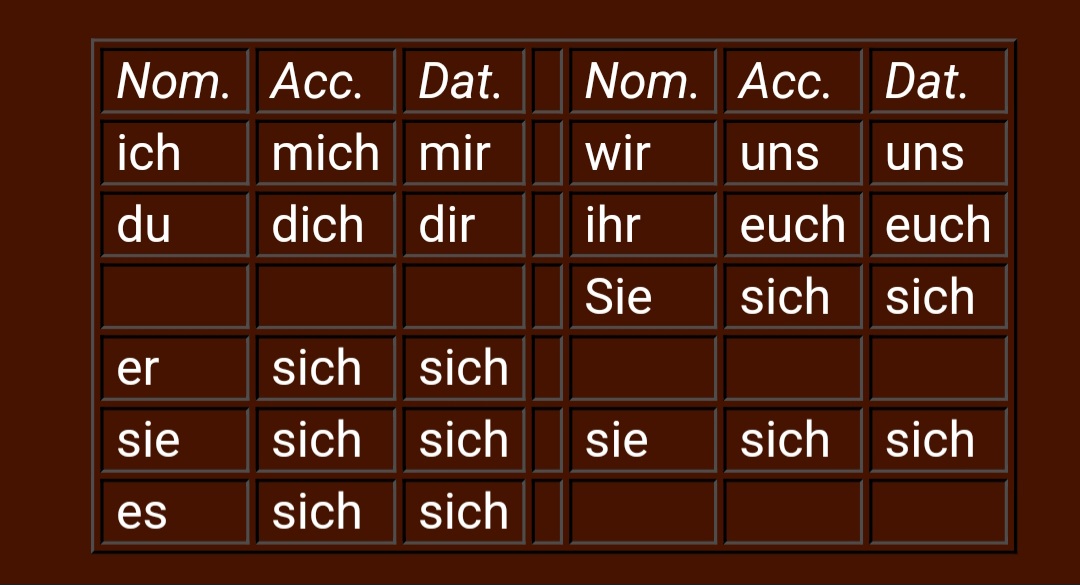 Nom. Acc. Dat. Nom. Acc. Dat.
ich mich mir wir uns uns
du dich dir ihr euch euch
Sie sich sich
er sich sich
sie sich sich sie sich sich
es sich sich